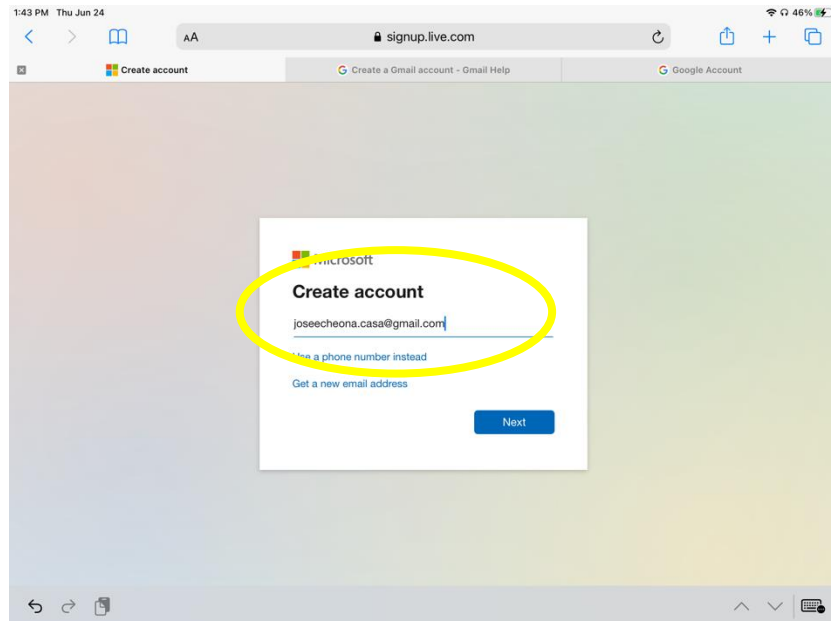 1:43 PM Thu Jun 24
46%
AA
signup.live.com
Create account
Create a Gmail account - Gmail Help
Google Account
Microsoft
Create account
joseecheona.casa@gmail.com
Use a phone number instead
Get a new email address
Next